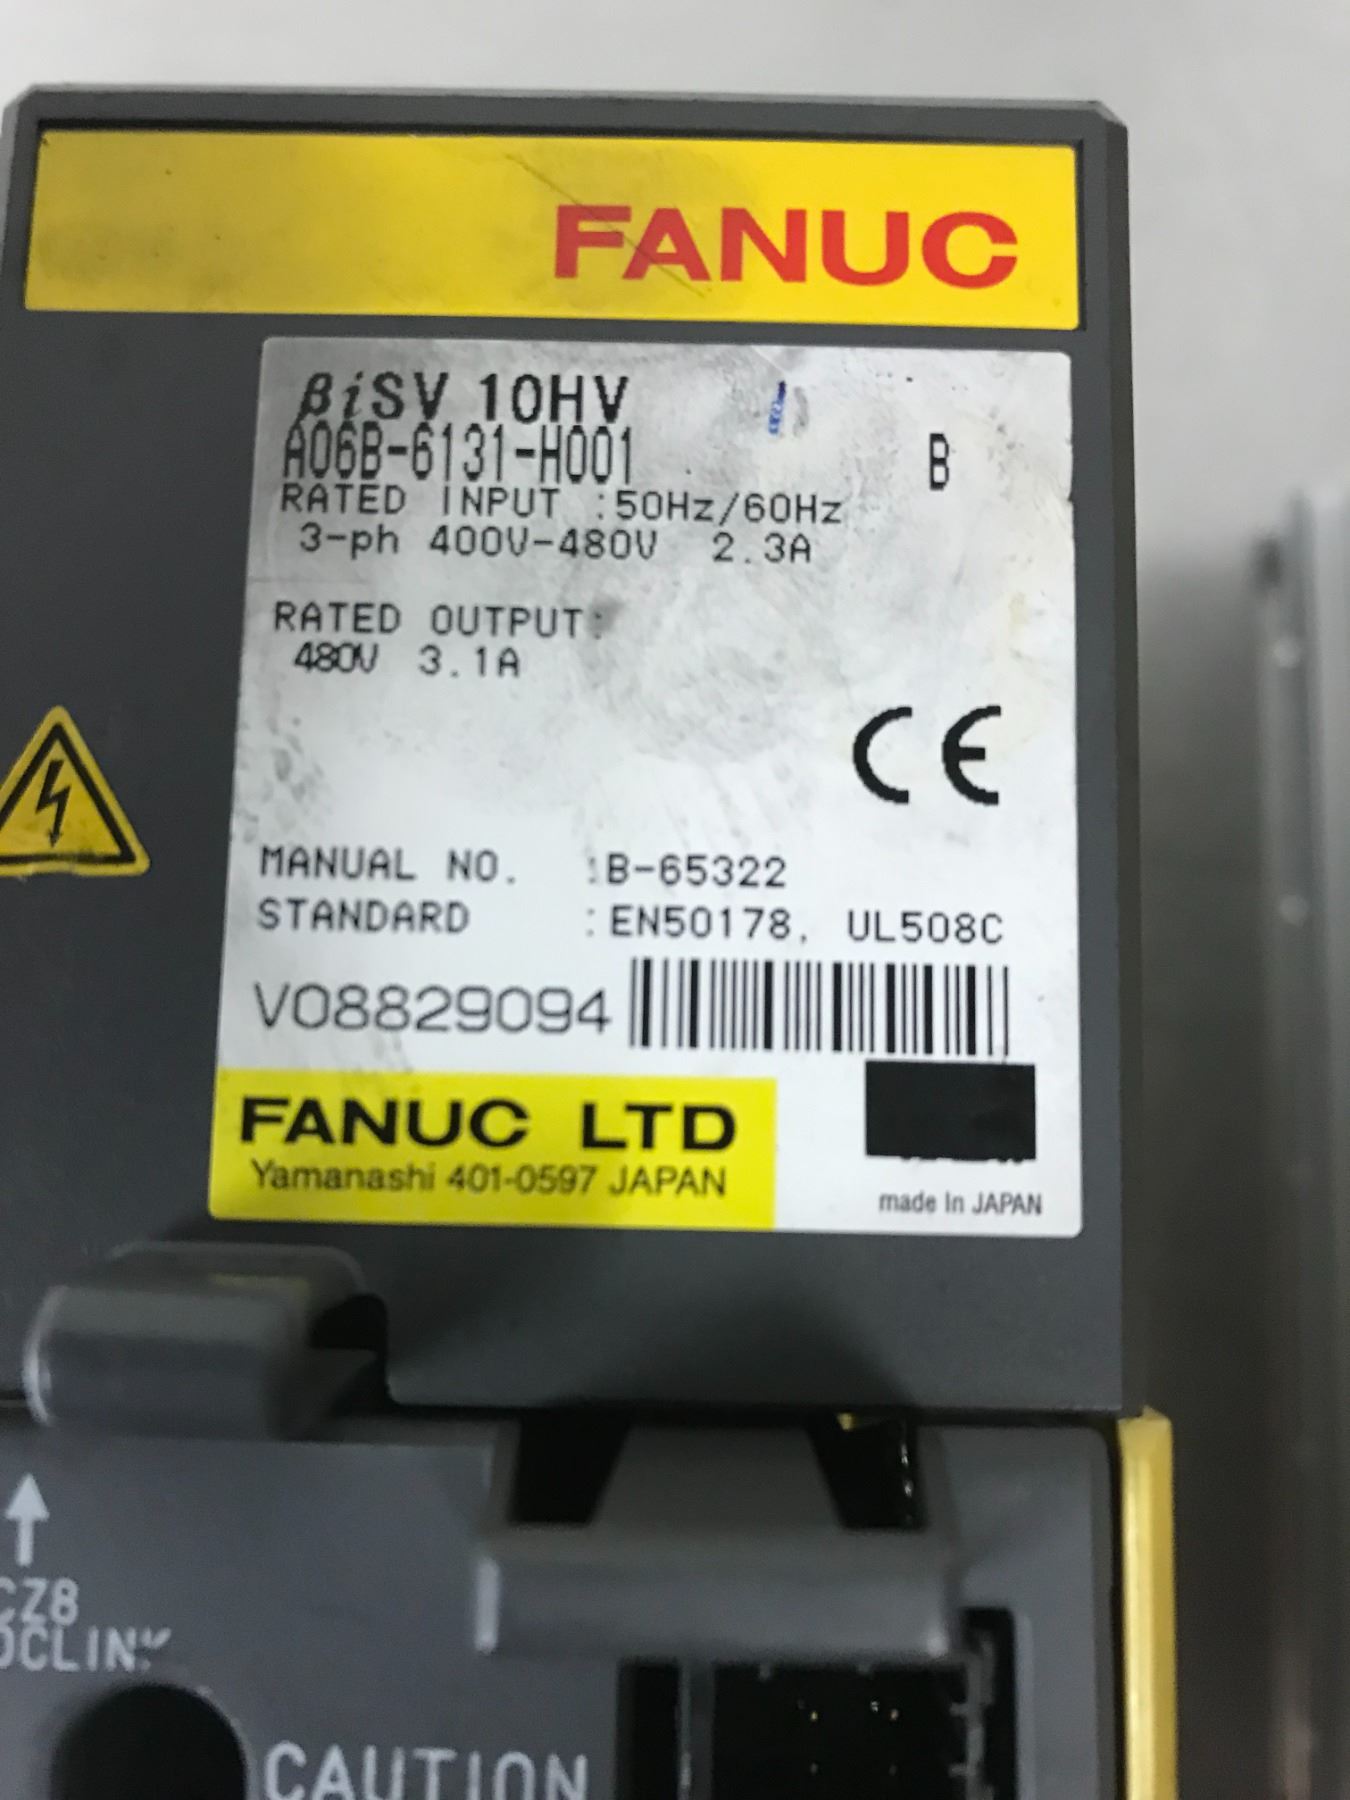 FANUC
βiSV 10HV
A06B-6131-H001 B
RATED INPUT :50Hz/60Hz
3-ph 400V-480V 2.3A
RATED OUTPUT:
480V 3.1A
CE
MANUAL NO. :B-65322
STANDARD :EN50178, UL508C
V08829094
FANUC LTD
Yamanashi 401-0597 JAPAN
made In JAPAN
CZ8
DCLINK
CAUTION